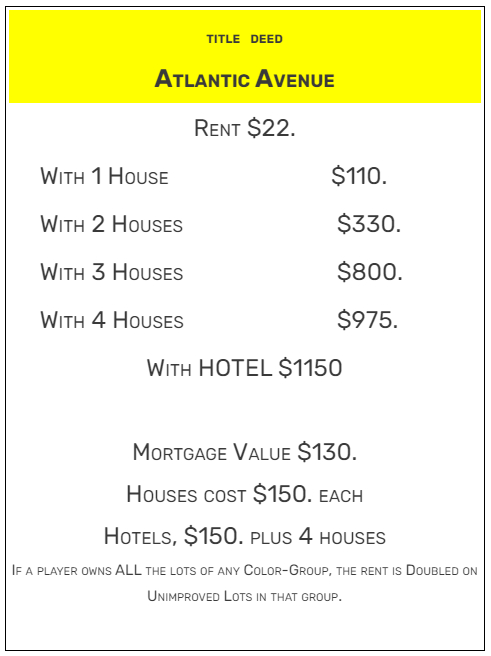 TITLE DEED
ATLANTIC AVENUE
RENT $22.
WITH 1 HOUSE $110.
WITH 2 HOUSES $330.
WITH 3 HOUSES $800.
WITH 4 HOUSES $975.
WITH HOTEL $1150
MORTGAGE VALUE $130.
HOUSES COST $150. EACH
HOTELS, $150. PLUS 4 HOUSES
IF A PLAYER OWNS ALL THE LOTS OF ANY COLOR-GROUP, THE RENT IS DOUBLED ON
UNIMPROVED LOTS IN THAT GROUP.